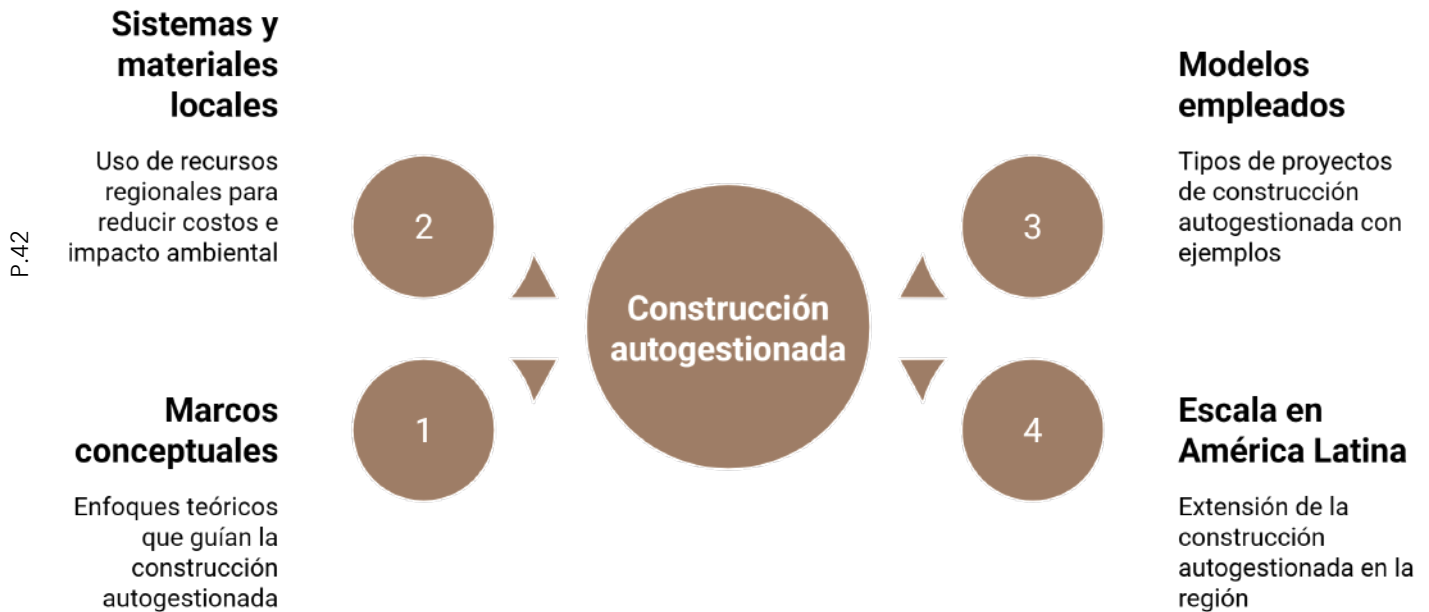 Sistemas y
materiales
locales
Uso de recursos
regionales para
reducir costos e
impacto ambiental
2
Marcos
conceptuales
Enfoques teóricos
que guían la
construcción
autogestionada
1
Construcción
autogestionada
Modelos
empleados
Tipos de proyectos
de construcción
autogestionada con
ejemplos
3
Escala en
América Latina
Extensión de la
construcción
autogestionada en la
región
4
P.42